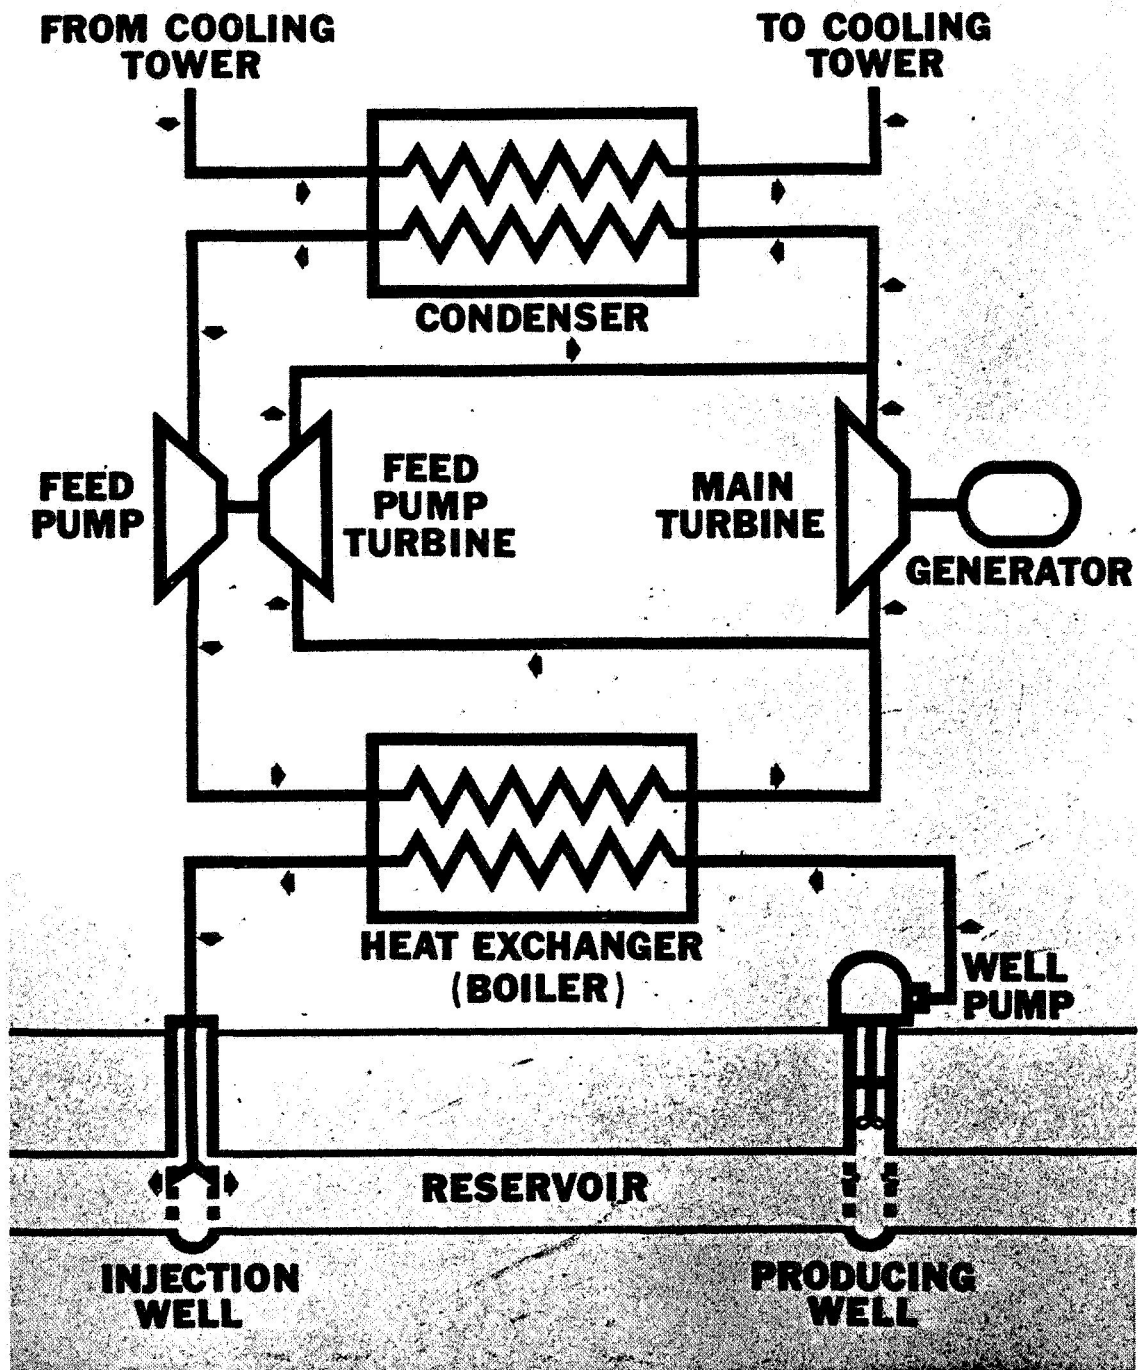 FROM COOLING
TOWER
TO COOLING
TOWER
CONDENSER
FEED
PUMP
FEED
PUMP
TURBINE
MAIN
TURBINE
GENERATOR
HEAT EXCHANGER
(BOILER)
WELL
PUMP
RESERVOIR
INJECTION
WELL
PRODUCING
WELL